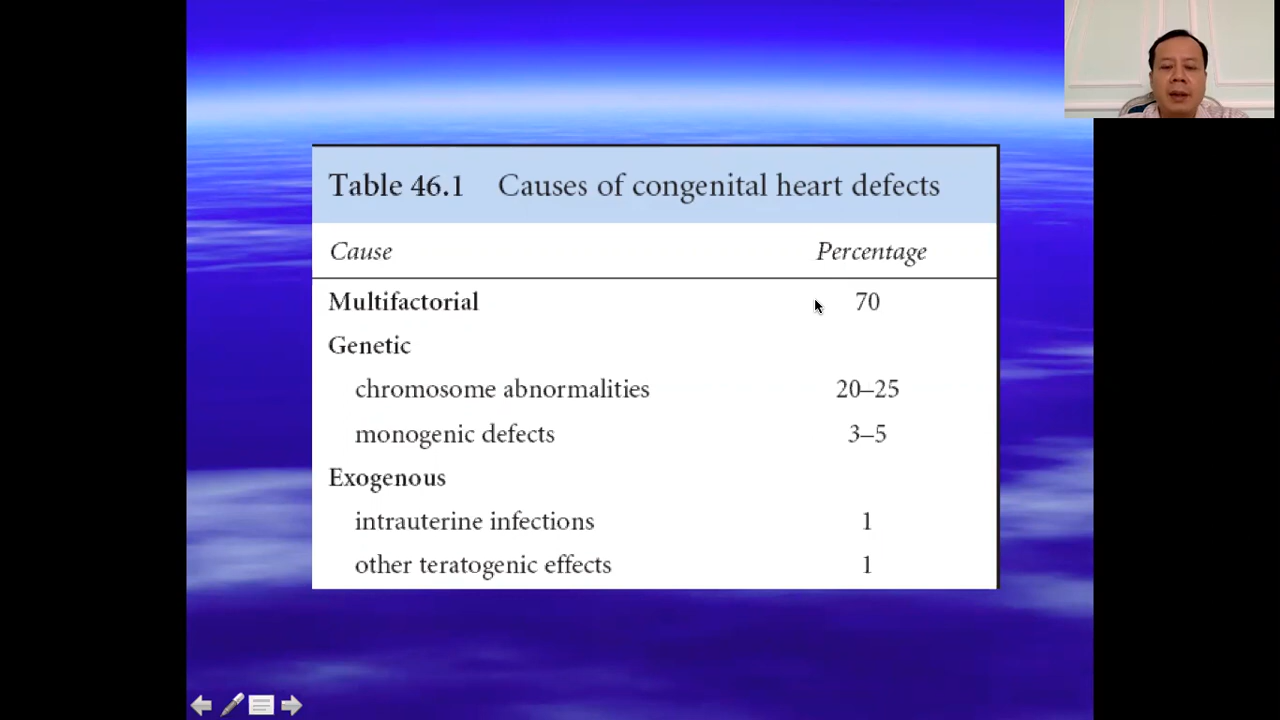 Table 46.1 Causes of congenital heart defects
Cause Percentage
Multifactorial 70
Genetic
chromosome abnormalities 20–25
monogenic defects 3–5
Exogenous
intrauterine infections 1
other teratogenic effects 1